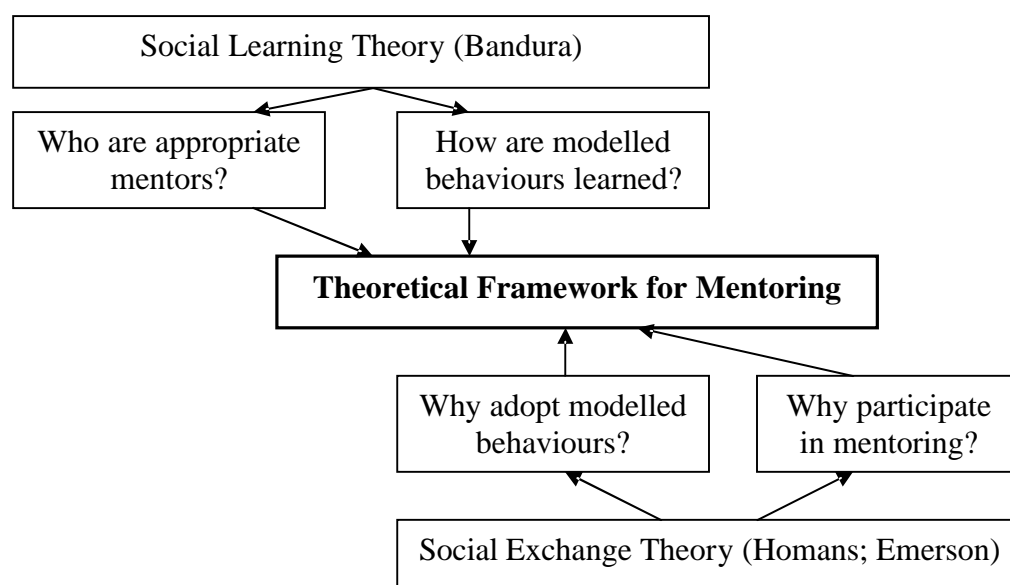 Social Learning Theory (Bandura)
Who are appropriate
mentors?
How are modelled
behaviours learned?
Theoretical Framework for Mentoring
Why adopt modelled
behaviours?
Why participate
in mentoring?
Social Exchange Theory (Homans; Emerson)